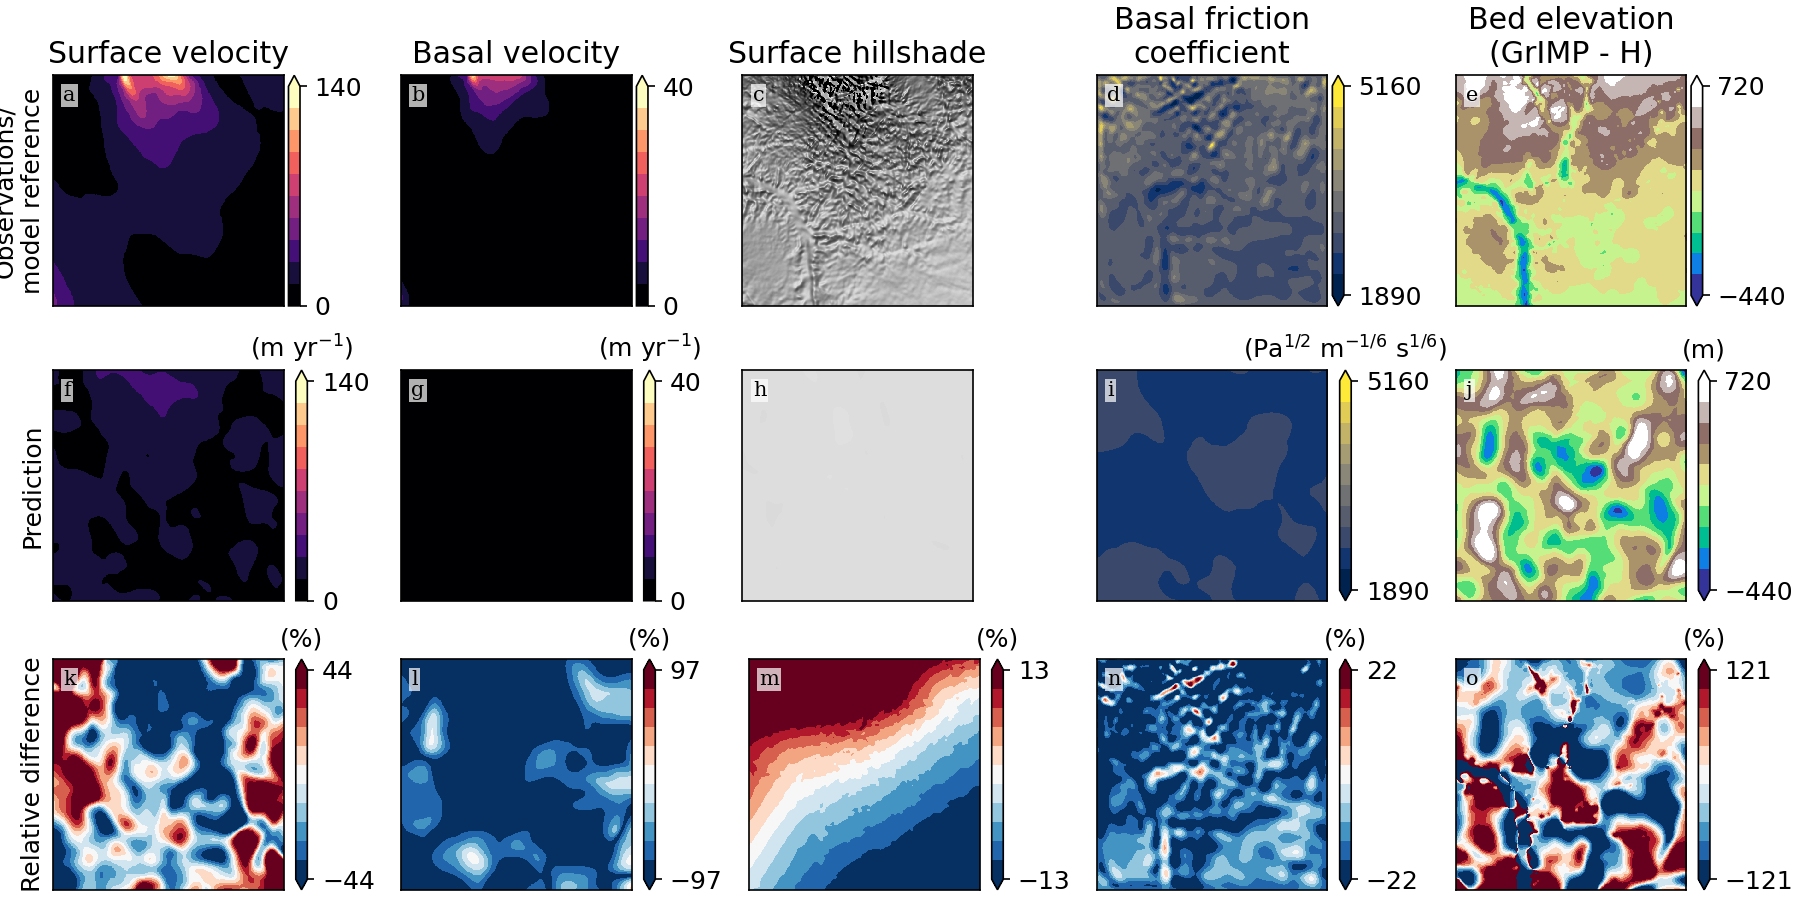 Surface velocity
Basal velocity
Surface hillshade
Basal friction
coefficient
Bed elevation
(GrIMP - H)
Observations/
model reference
a
140
0
b
40
0
c
d
5160
1890
e
720
−440
(m yr⁻¹)
(m yr⁻¹)
(Pa¹/² m⁻¹/⁶ s¹/⁶)
(m)
Prediction
f
140
0
g
40
0
h
i
5160
1890
j
720
−440
(%)
(%)
(%)
(%)
(%)
Relative difference
k
44
−44
l
97
−97
m
13
−13
n
22
−22
o
121
−121